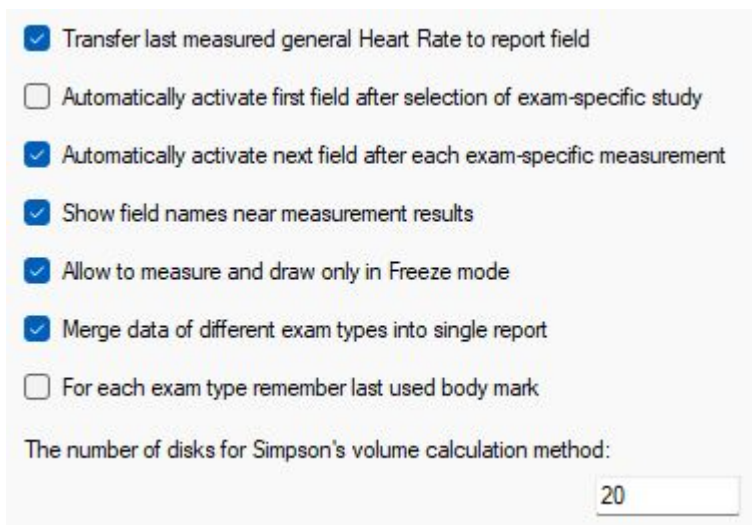 Transfer last measured general Heart Rate to report field
Automatically activate first field after selection of exam-specific study
Automatically activate next field after each exam-specific measurement
Show field names near measurement results
Allow to measure and draw only in Freeze mode
Merge data of different exam types into single report
For each exam type remember last used body mark
The number of disks for Simpson's volume calculation method:
20